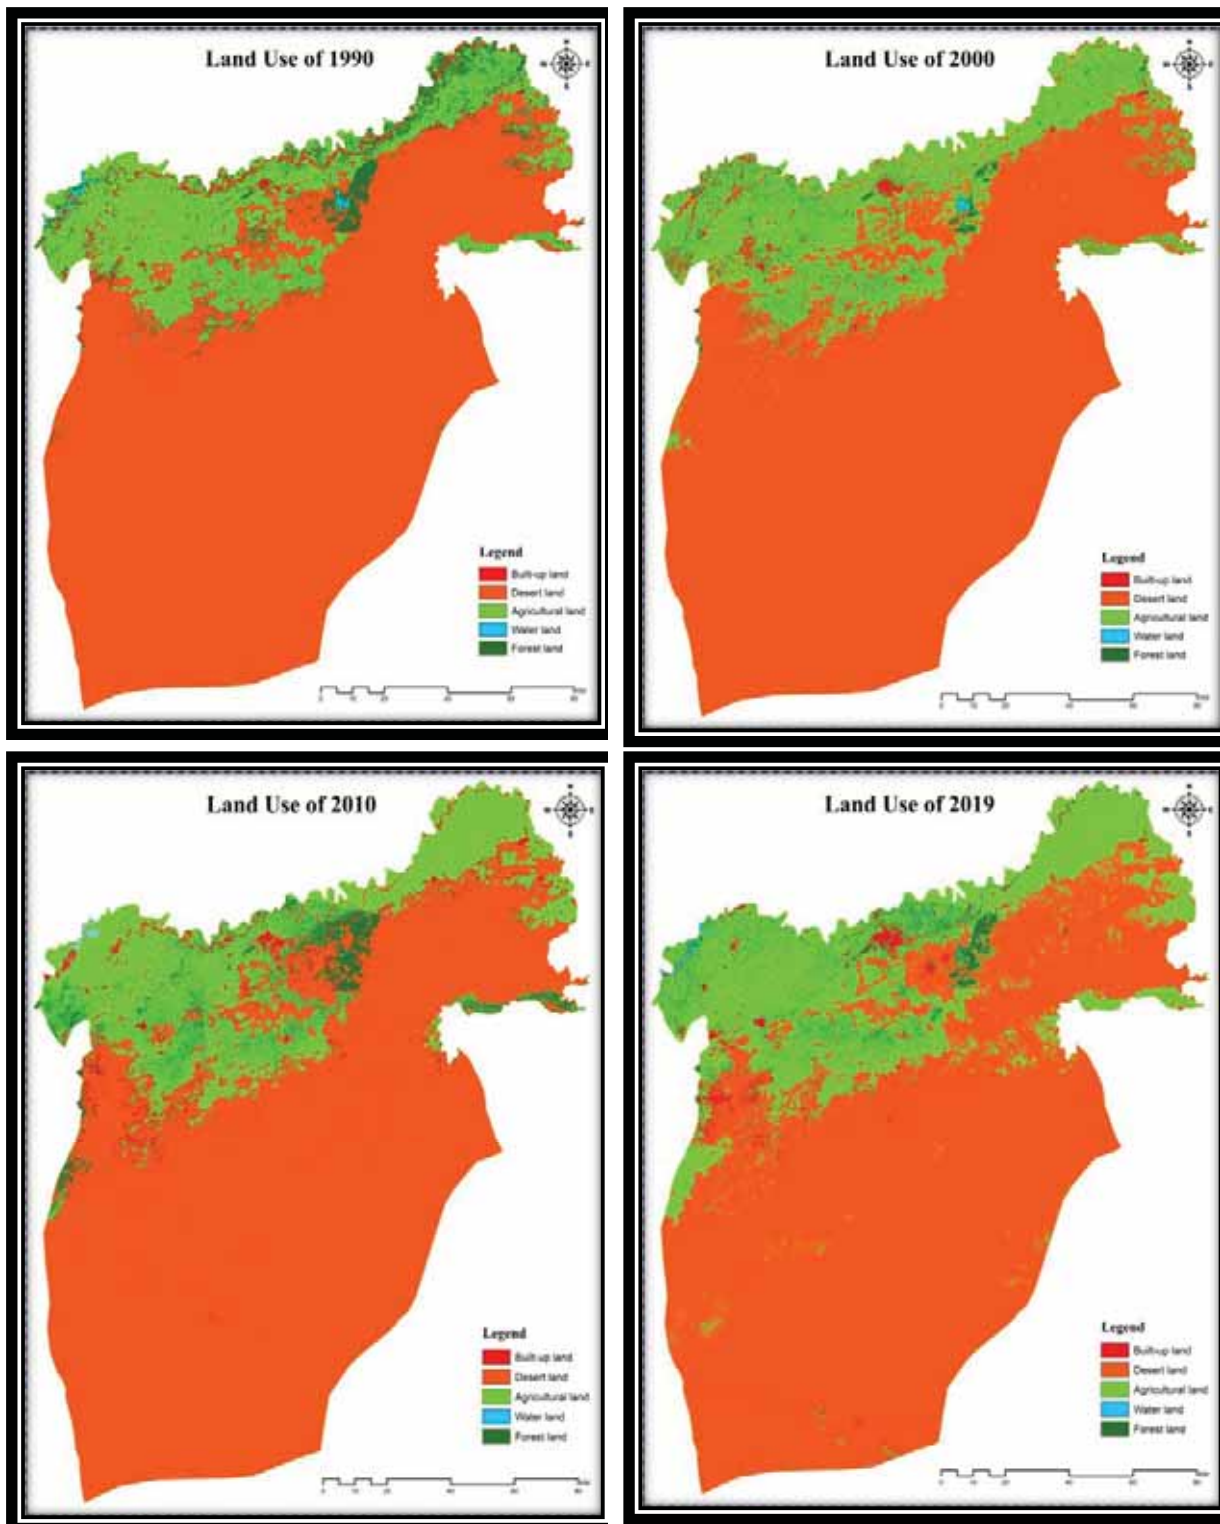 Land Use of 1990
Legend
Built-up land
Desert land
Agricultural land
Water land
Forest land
Land Use of 2000
Legend
Built-up land
Desert land
Agricultural land
Water land
Forest land
Land Use of 2010
Legend
Built-up land
Desert land
Agricultural land
Water land
Forest land
Land Use of 2019
Legend
Built-up land
Desert land
Agricultural land
Water land
Forest land